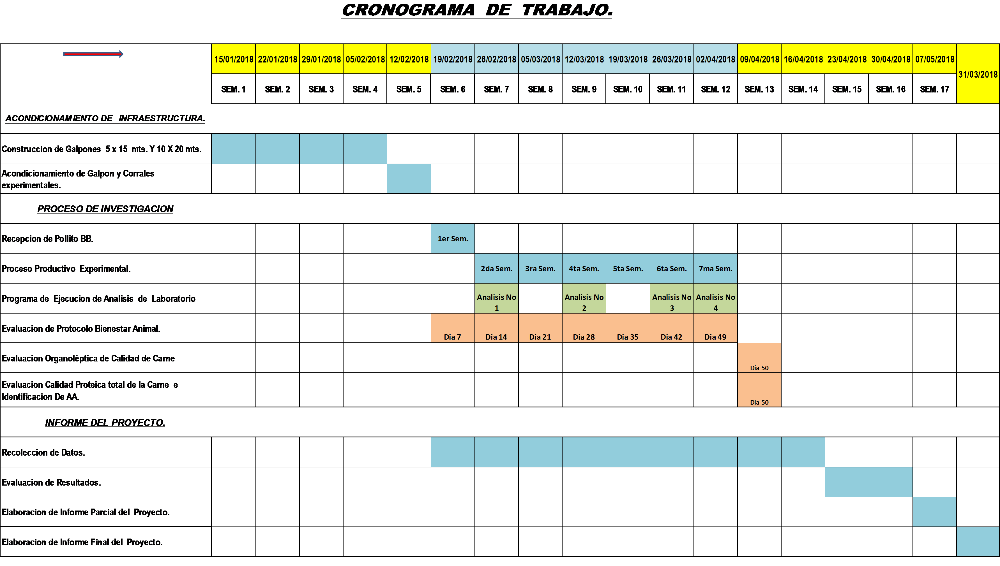 CRONOGRAMA DE TRABAJO.
15/01/2018 22/01/2018 29/01/2018 05/02/2018 12/02/2018 19/02/2018 26/02/2018 05/03/2018 12/03/2018 19/03/2018 26/03/2018 02/04/2018 09/04/2018 16/04/2018 23/04/2018 30/04/2018 07/05/2018
31/03/2018
SEM. 1 SEM. 2 SEM. 3 SEM. 4 SEM. 5 SEM. 6 SEM. 7 SEM. 8 SEM. 9 SEM. 10 SEM. 11 SEM. 12 SEM. 13 SEM. 14 SEM. 15 SEM. 16 SEM. 17
ACONDICIONAMIENTO DE INFRAESTRUCTURA.
Construccion de Galpones 5 x 15 mts. Y 10 X 20 mts.
Acondicionamiento de Galpon y Corrales
experimentales.
PROCESO DE INVESTIGACION
Recepcion de Pollito BB.
1er Sem.
Proceso Productivo Experimental.
2da Sem. 3ra Sem. 4ta Sem. 5ta Sem. 6ta Sem. 7ma Sem.
Programa de Ejecucion de Analisis de Laboratorio
Analisis No Analisis No Analisis No Analisis No
1 2 3 4
Evaluacion de Protocolo Bienestar Animal.
Dia 7 Dia 14 Dia 21 Dia 28 Dia 35 Dia 42 Dia 49
Evaluacion Organoléptica de Calidad de Carne
Dia 50
Evaluacion Calidad Proteica total de la Carne e
Identificacion De AA.
Dia 50
INFORME DEL PROYECTO.
Recoleccion de Datos.
Evaluacion de Resultados.
Elaboracion de Informe Parcial del Proyecto.
Elaboracion de Informe Final del Proyecto.